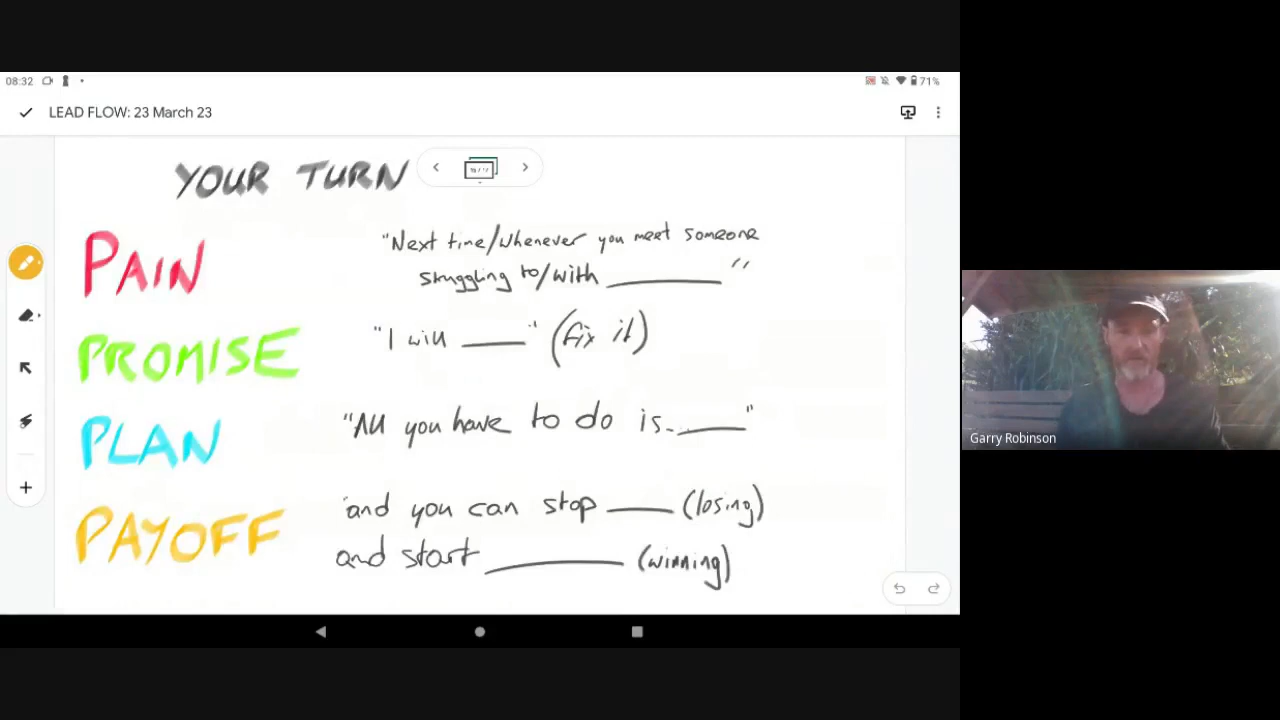 08:32
71%
LEAD FLOW: 23 March 23
YOUR TURN
PAIN
"Next time/whenever you meet someone
struggling to/with ________"
PROMISE
"I will ____" (fix it)
PLAN
"All you have to do is...____"
PAYOFF
and you can stop ____ (losing)
and start ________ (winning)
Garry Robinson